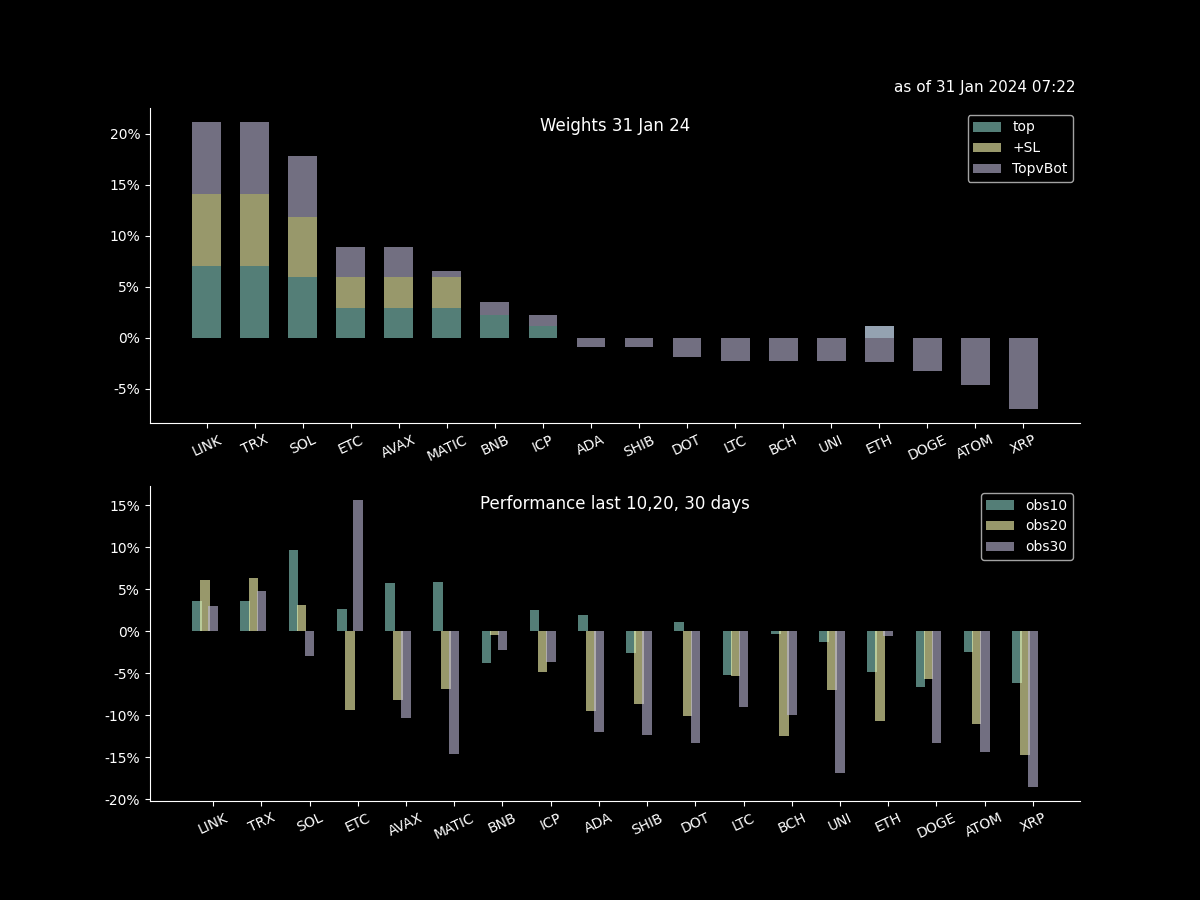 as of 31 Jan 2024 07:22
Weights 31 Jan 24
top
+SL
TopvBot
20%
15%
10%
5%
0%
-5%
LINK TRX SOL ETC AVAX MATIC BNB ICP ADA SHIB DOT LTC BCH UNI ETH DOGE ATOM XRP
Performance last 10,20, 30 days
obs10
obs20
obs30
15%
10%
5%
0%
-5%
-10%
-15%
-20%
LINK TRX SOL ETC AVAX MATIC BNB ICP ADA SHIB DOT LTC BCH UNI ETH DOGE ATOM XRP